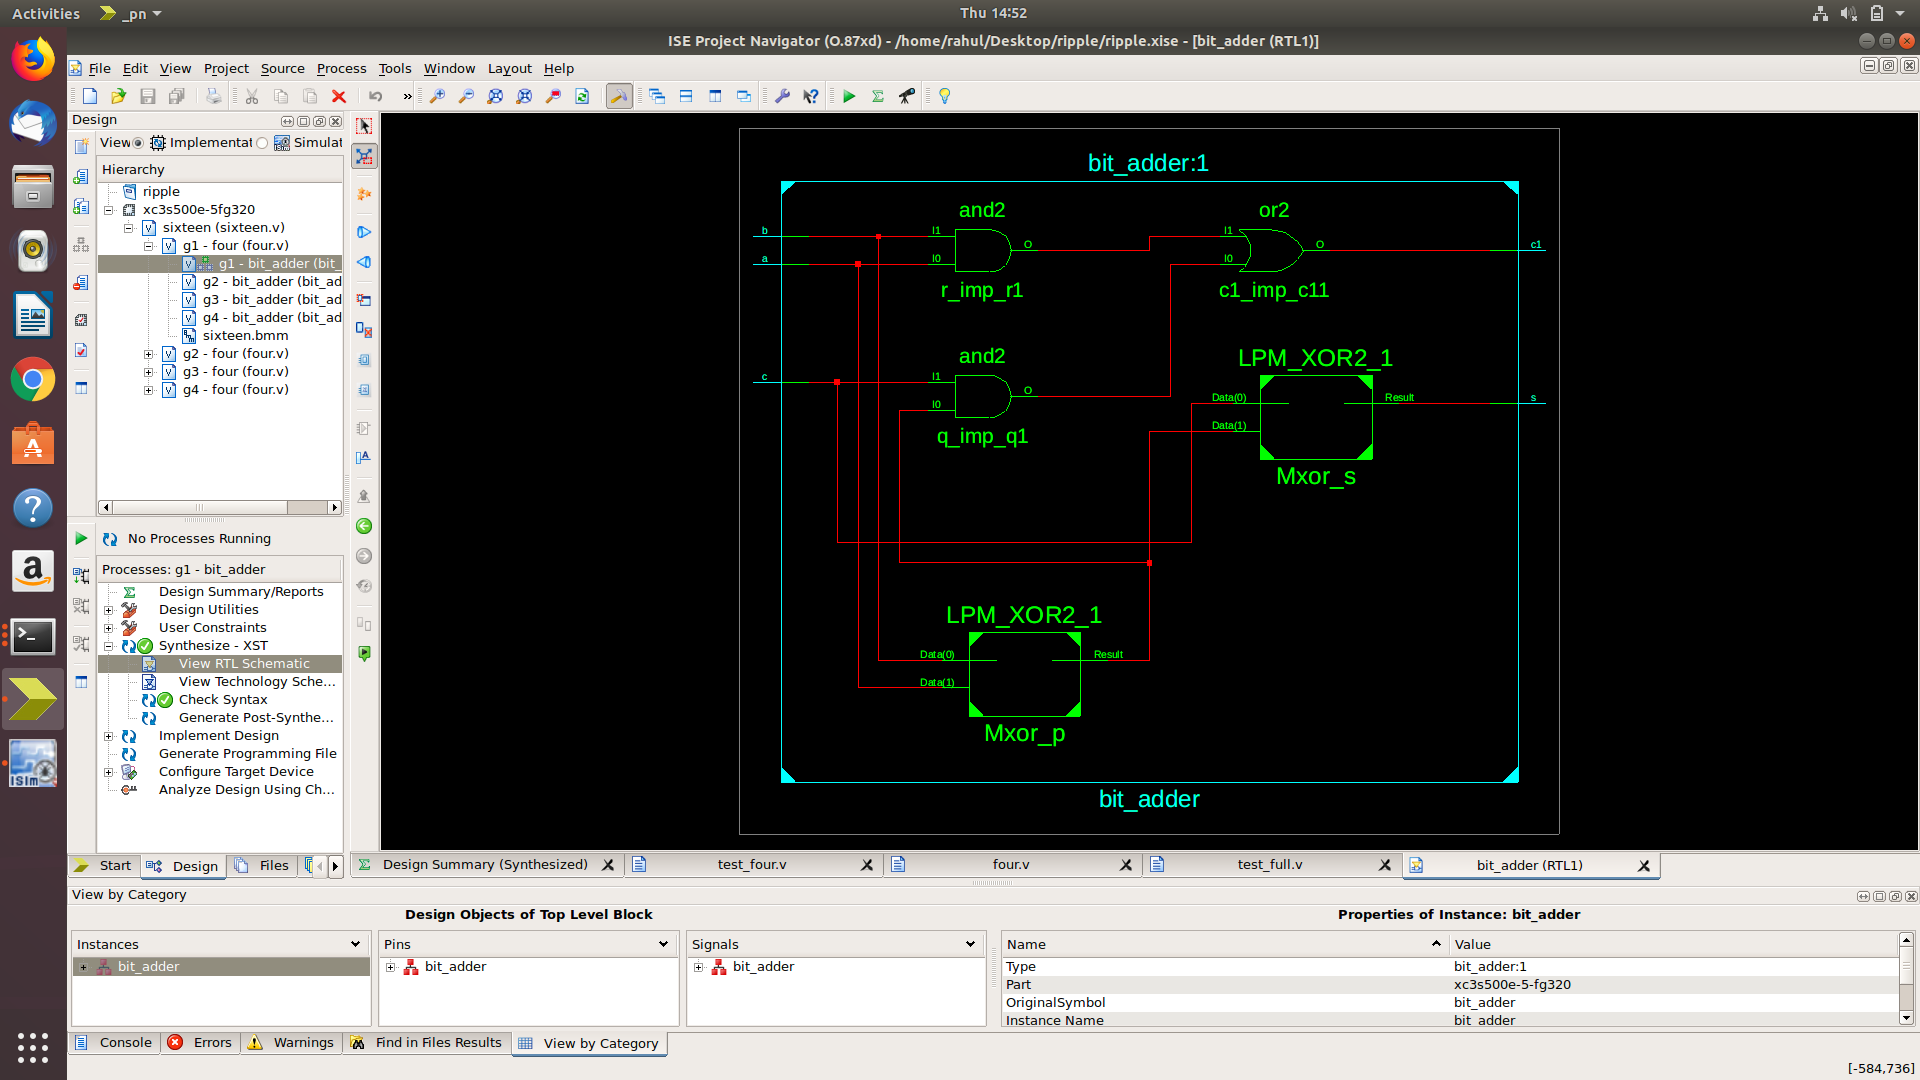 Activities
_pn
Thu 14:52
ISE Project Navigator (O.87xd) - /home/rahul/Desktop/ripple/ripple.xise - [bit_adder (RTL1)]
File Edit View Project Source Process Tools Window Layout Help
Design
View Implementat Simulat
Hierarchy
ripple
xc3s500e-5fg320
sixteen (sixteen.v)
g1 - four (four.v)
g1 - bit_adder (bit_
g2 - bit_adder (bit_ad
g3 - bit_adder (bit_ad
g4 - bit_adder (bit_ad
sixteen.bmm
g2 - four (four.v)
g3 - four (four.v)
g4 - four (four.v)
No Processes Running
Processes: g1 - bit_adder
Design Summary/Reports
Design Utilities
User Constraints
Synthesize - XST
View RTL Schematic
View Technology Sche...
Check Syntax
Generate Post-Synthe...
Implement Design
Generate Programming File
Configure Target Device
Analyze Design Using Ch...
Start Design Files
bit_adder:1
and2 or2
b I1 O I1 O c1
a I0 I0
r_imp_r1 c1_imp_c11
and2 LPM_XOR2_1
c I1 O
I0
q_imp_q1
Data(0) Result s
Data(1)
Mxor_s
LPM_XOR2_1
Data(0) Result
Data(1)
Mxor_p
bit_adder
Design Summary (Synthesized) test_four.v four.v test_full.v bit_adder (RTL1)
View by Category
Design Objects of Top Level Block
Instances Pins Signals
bit_adder bit_adder bit_adder
Properties of Instance: bit_adder
Name Value
Type bit_adder:1
Part xc3s500e-5-fg320
OriginalSymbol bit_adder
Instance Name bit_adder
Console Errors Warnings Find in Files Results View by Category
[-584,736]
ISim